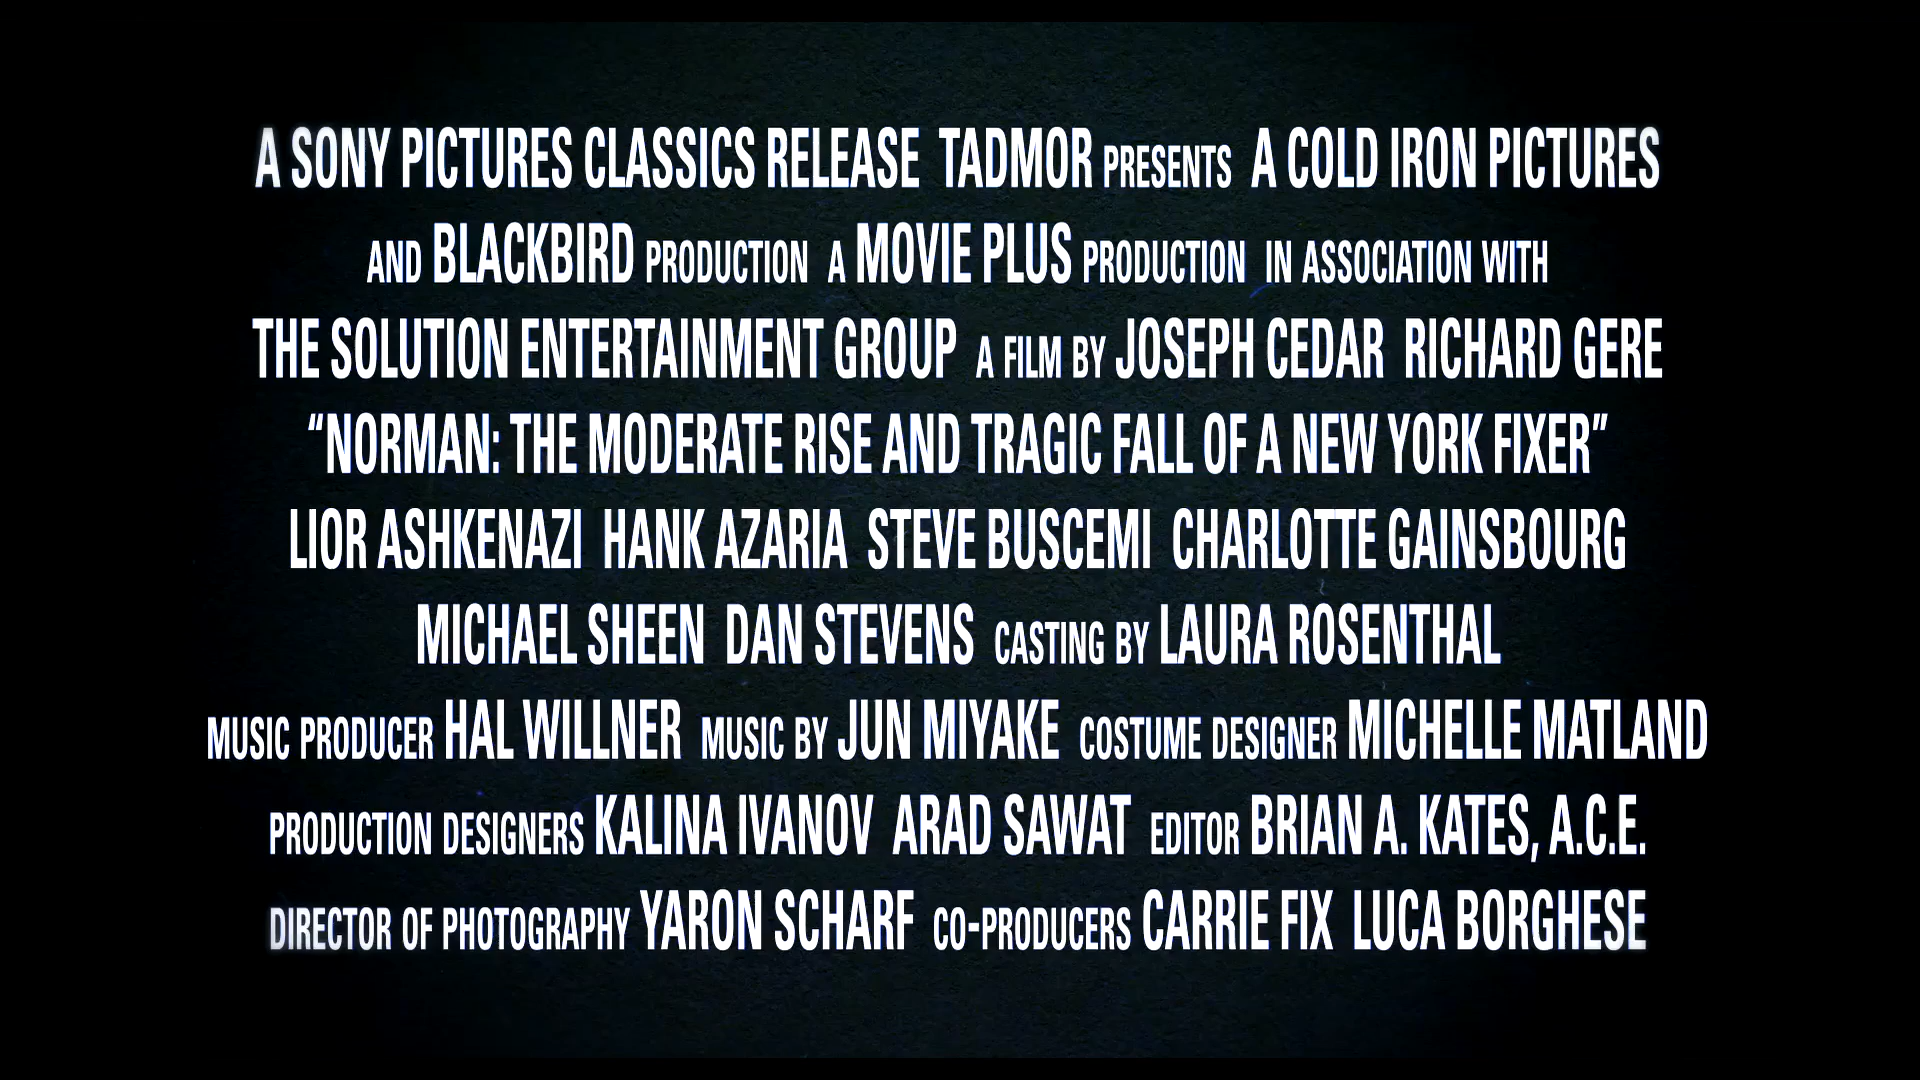 A SONY PICTURES CLASSICS RELEASE TADMOR PRESENTS A COLD IRON PICTURES
AND BLACKBIRD PRODUCTION A MOVIE PLUS PRODUCTION IN ASSOCIATION WITH
THE SOLUTION ENTERTAINMENT GROUP A FILM BY JOSEPH CEDAR RICHARD GERE
“NORMAN: THE MODERATE RISE AND TRAGIC FALL OF A NEW YORK FIXER”
LIOR ASHKENAZI HANK AZARIA STEVE BUSCEMI CHARLOTTE GAINSBOURG
MICHAEL SHEEN DAN STEVENS CASTING BY LAURA ROSENTHAL
MUSIC PRODUCER HAL WILLNER MUSIC BY JUN MIYAKE COSTUME DESIGNER MICHELLE MATLAND
PRODUCTION DESIGNERS KALINA IVANOV ARAD SAWAT EDITOR BRIAN A. KATES, A.C.E.
DIRECTOR OF PHOTOGRAPHY YARON SCHARF CO-PRODUCERS CARRIE FIX LUCA BORGHESE